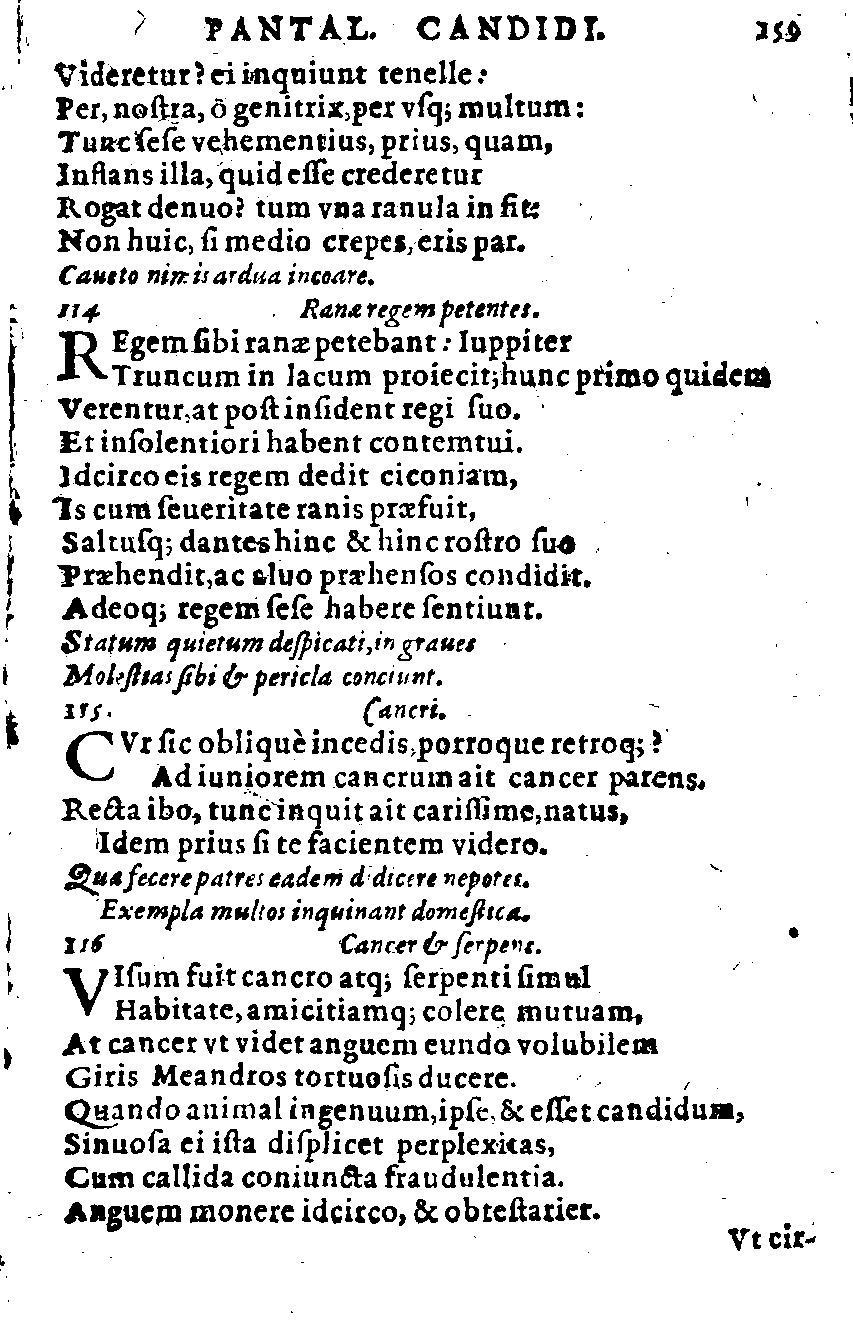 PANTAL. CANDIDI. 159
Videretur? ei inquiunt tenellæ:
Per, nostra, ô genitrix, per vsq; multum:
Tunc sese vehementius, prius, quam,
Inflans illa, quid esse crederetur
Rogat denuo? tum vna ranula infit:
Non huic, si medio crepes, eris par.
Caueto nimis ardua incoare.
114 Ranæ regem petentes.
REgem sibi ranæ petebant: Iuppiter
Truncum in lacum proiecit; hunc primo quidem
Verentur, at post insident regi suo.
Et insolentiori habent contemtui.
Idcirco eis regem dedit ciconiam,
Is cum seueritate ranis præfuit,
Saltusq; dantes hinc & hinc rostro suo
Præhendit, ac aluo præhensos condidit.
Adeoq; regem sese habere sentiunt.
Statum quietum despicati, in graues
Molestias sibi & pericla conciunt.
115. Cancri.
CVr sic obliquè incedis, porroque retroq; ?
Ad iuniorem cancrum ait cancer parens.
Recta ibo, tunc inquit ait carissime, natus,
Idem prius si te facientem videro.
Quæ fecere patres eadem didicere nepotes.
Exempla multos inquinant domestica.
116 Cancer & serpens.
VIsum fuit cancro atq; serpenti simul
Habitate, amicitiamq; colere mutuam,
At cancer vt videt anguem eundo volubilem
Giris Meandros tortuosis ducere.
Quando animal ingenuum, ipse, & esset candidum,
Sinuosa ei ista displicet perplexitas,
Cum callida coniuncta fraudulentia.
Anguem monere idcirco, & obtestarier.
Vt cir-